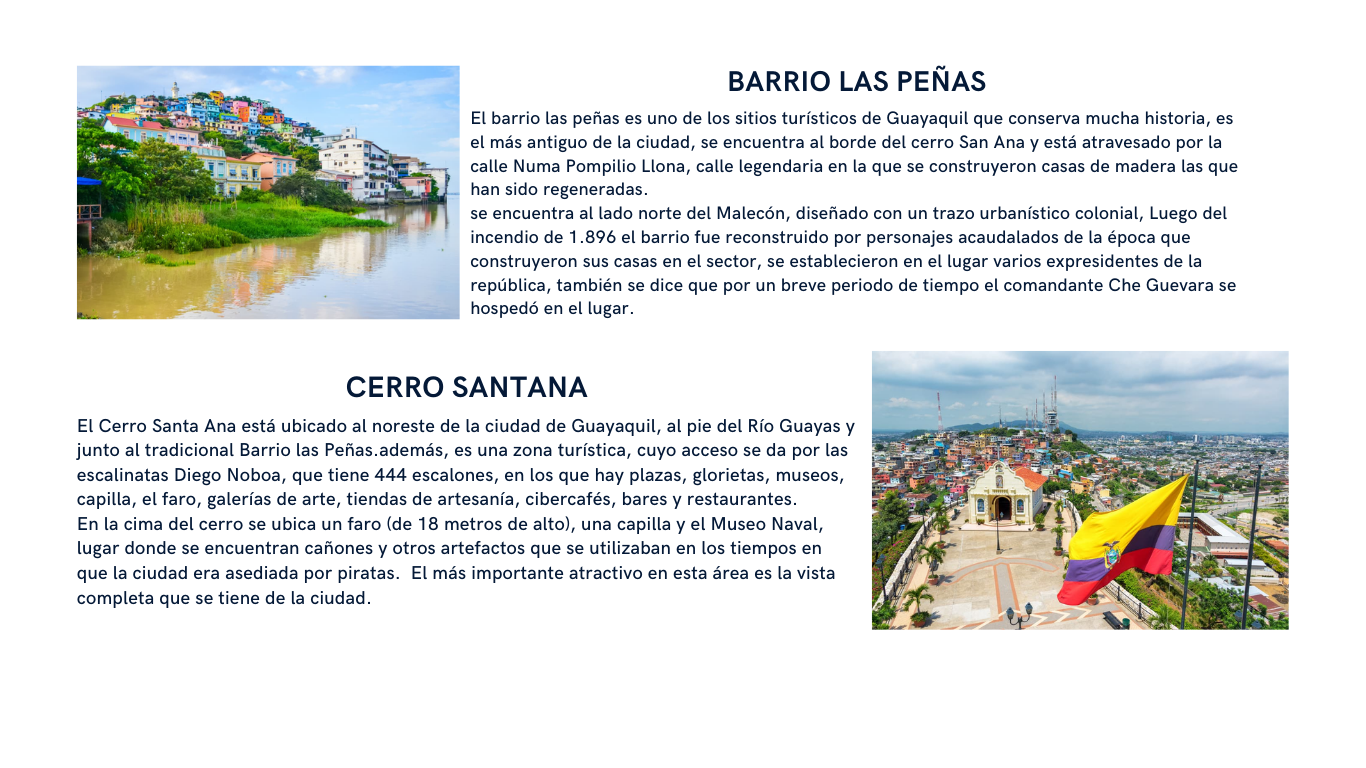 BARRIO LAS PEÑAS
El barrio las peñas es uno de los sitios turísticos de Guayaquil que conserva mucha historia, es
el más antiguo de la ciudad, se encuentra al borde del cerro San Ana y está atravesado por la
calle Numa Pompilio Llona, calle legendaria en la que se construyeron casas de madera las que
han sido regeneradas.
se encuentra al lado norte del Malecón, diseñado con un trazo urbanístico colonial, Luego del
incendio de 1.896 el barrio fue reconstruido por personajes acaudalados de la época que
construyeron sus casas en el sector, se establecieron en el lugar varios expresidentes de la
república, también se dice que por un breve periodo de tiempo el comandante Che Guevara se
hospedó en el lugar.
CERRO SANTANA
El Cerro Santa Ana está ubicado al noreste de la ciudad de Guayaquil, al pie del Río Guayas y
junto al tradicional Barrio las Peñas.además, es una zona turística, cuyo acceso se da por las
escalinatas Diego Noboa, que tiene 444 escalones, en los que hay plazas, glorietas, museos,
capilla, el faro, galerías de arte, tiendas de artesanía, cibercafés, bares y restaurantes.
En la cima del cerro se ubica un faro (de 18 metros de alto), una capilla y el Museo Naval,
lugar donde se encuentran cañones y otros artefactos que se utilizaban en los tiempos en
que la ciudad era asediada por piratas.  El más importante atractivo en esta área es la vista
completa que se tiene de la ciudad.